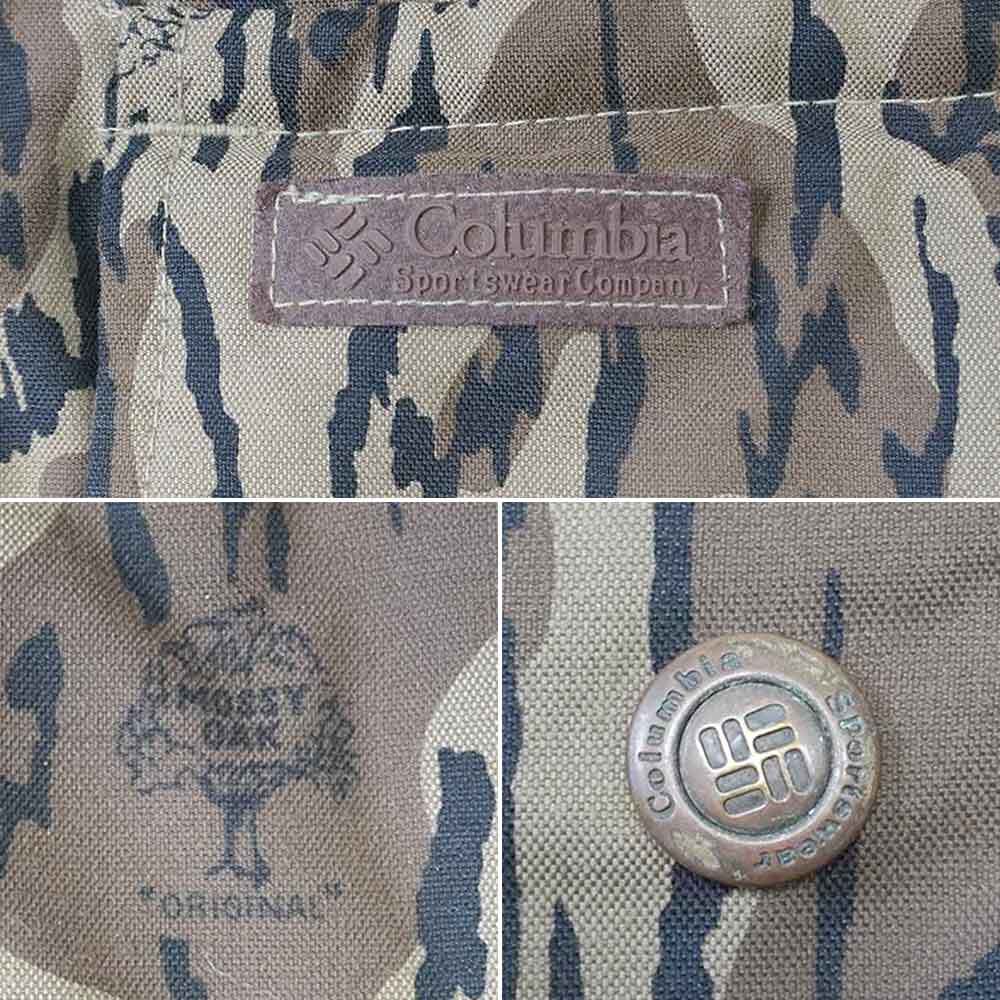 Columbia
Sportswear Company
MOSSY
OAK
"ORIGINAL"
Columbia Sportswear